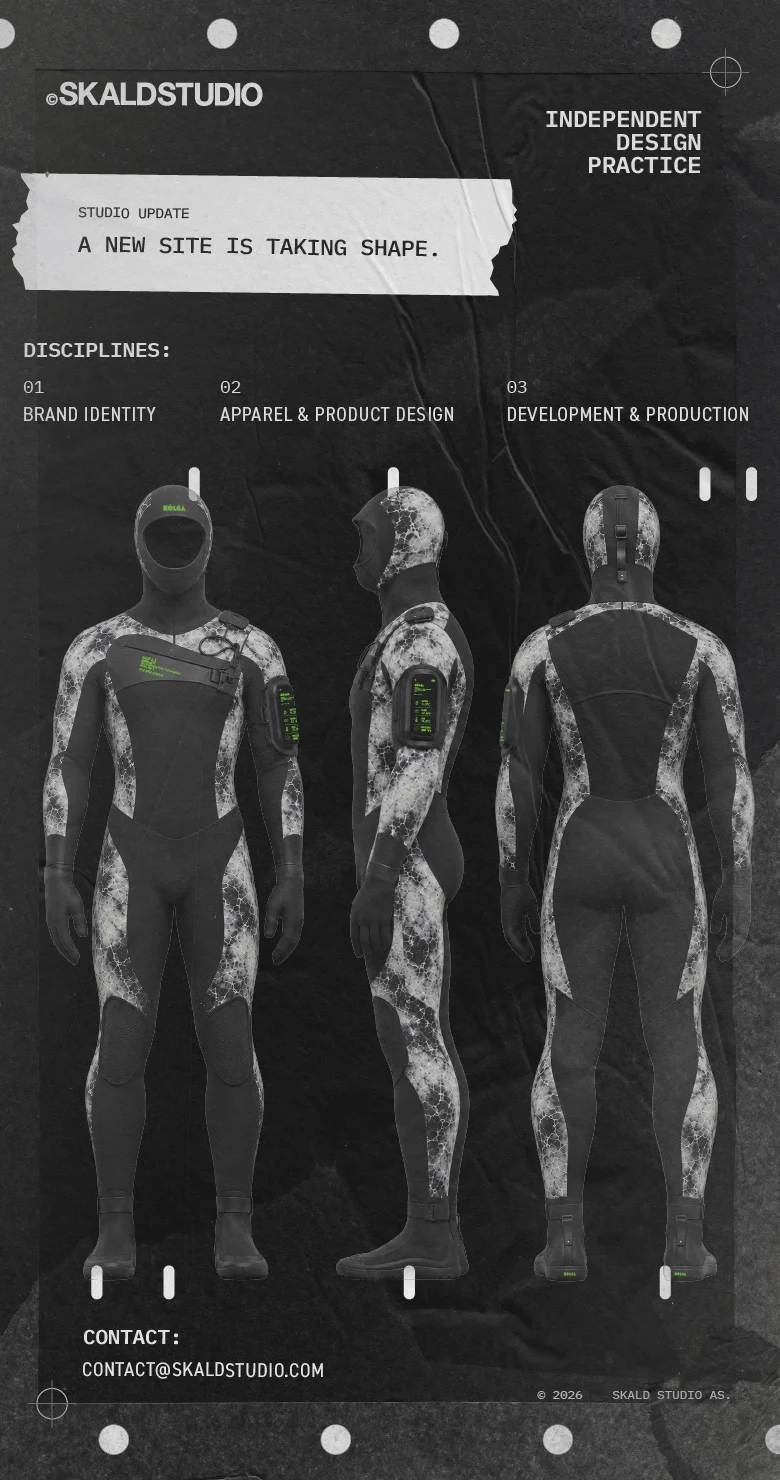 ©SKALDSTUDIO
INDEPENDENT
DESIGN
PRACTICE
STUDIO UPDATE
A NEW SITE IS TAKING SHAPE.
DISCIPLINES:
01
BRAND IDENTITY
02
APPAREL & PRODUCT DESIGN
03
DEVELOPMENT & PRODUCTION
KÓLGA
CONTACT:
CONTACT@SKALDSTUDIO.COM
© 2026 SKALD STUDIO AS.